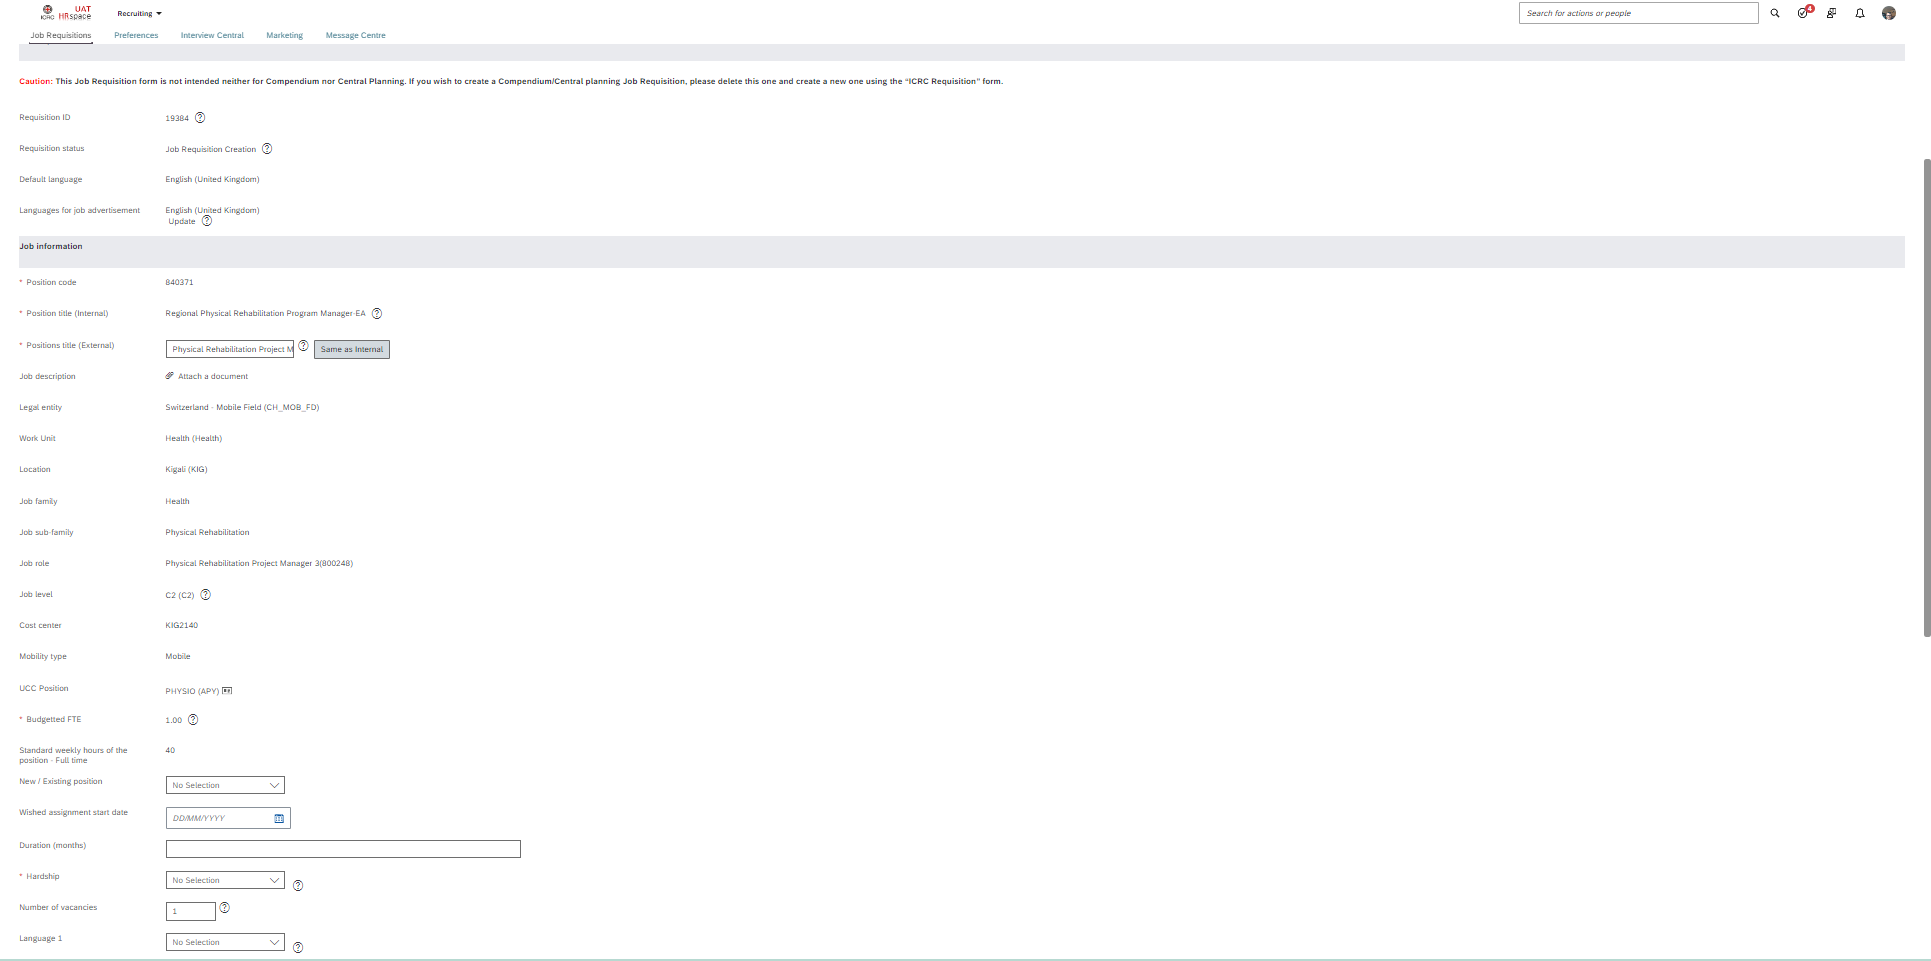 ICRC
UAT
HRspace
Recruiting
Search for actions or people
4
Job Requisitions
Preferences
Interview Central
Marketing
Message Centre
Caution: This Job Requisition form is not intended neither for Compendium nor Central Planning. If you wish to create a Compendium/Central planning Job Requisition, please delete this one and create a new one using the “ICRC Requisition” form.
Requisition ID
19384
Requisition status
Job Requisition Creation
Default language
English (United Kingdom)
Languages for job advertisement
English (United Kingdom)
Update
Job information
* Position code
840371
* Position title (Internal)
Regional Physical Rehabilitation Program Manager-EA
* Positions title (External)
Physical Rehabilitation Project M
Same as Internal
Job description
Attach a document
Legal entity
Switzerland - Mobile Field (CH_MOB_FD)
Work Unit
Health (Health)
Location
Kigali (KIG)
Job family
Health
Job sub-family
Physical Rehabilitation
Job role
Physical Rehabilitation Project Manager 3(800248)
Job level
C2 (C2)
Cost center
KIG2140
Mobility type
Mobile
UCC Position
PHYSIO (APY)
* Budgetted FTE
1.00
Standard weekly hours of the
position - Full time
40
New / Existing position
No Selection
Wished assignment start date
DD/MM/YYYY
Duration (months)
* Hardship
No Selection
Number of vacancies
1
Language 1
No Selection